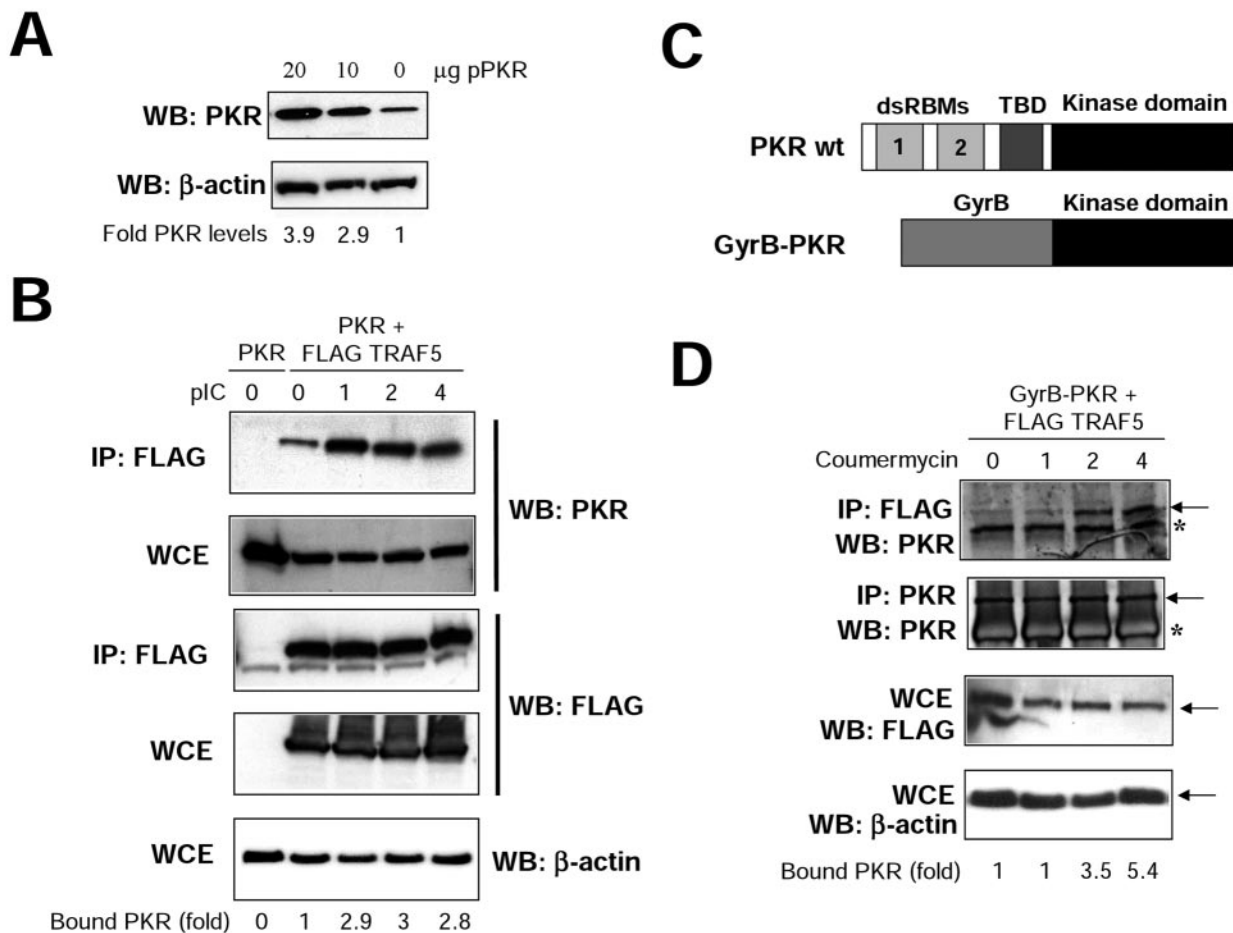 A
20 10 0 μg pPKR
WB: PKR
WB: β-actin
Fold PKR levels 3.9 2.9 1
B
PKR PKR +
FLAG TRAF5
pIC 0 0 1 2 4
IP: FLAG
WCE
WB: PKR
IP: FLAG
WCE
WB: FLAG
WCE WB: β-actin
Bound PKR (fold) 0 1 2.9 3 2.8
C
dsRBMs TBD Kinase domain
PKR wt 1 2
GyrB Kinase domain
GyrB-PKR
D
GyrB-PKR +
FLAG TRAF5
Coumermycin 0 1 2 4
IP: FLAG
WB: PKR *
IP: PKR
WB: PKR *
WCE
WB: FLAG
WCE
WB: β-actin
Bound PKR (fold) 1 1 3.5 5.4